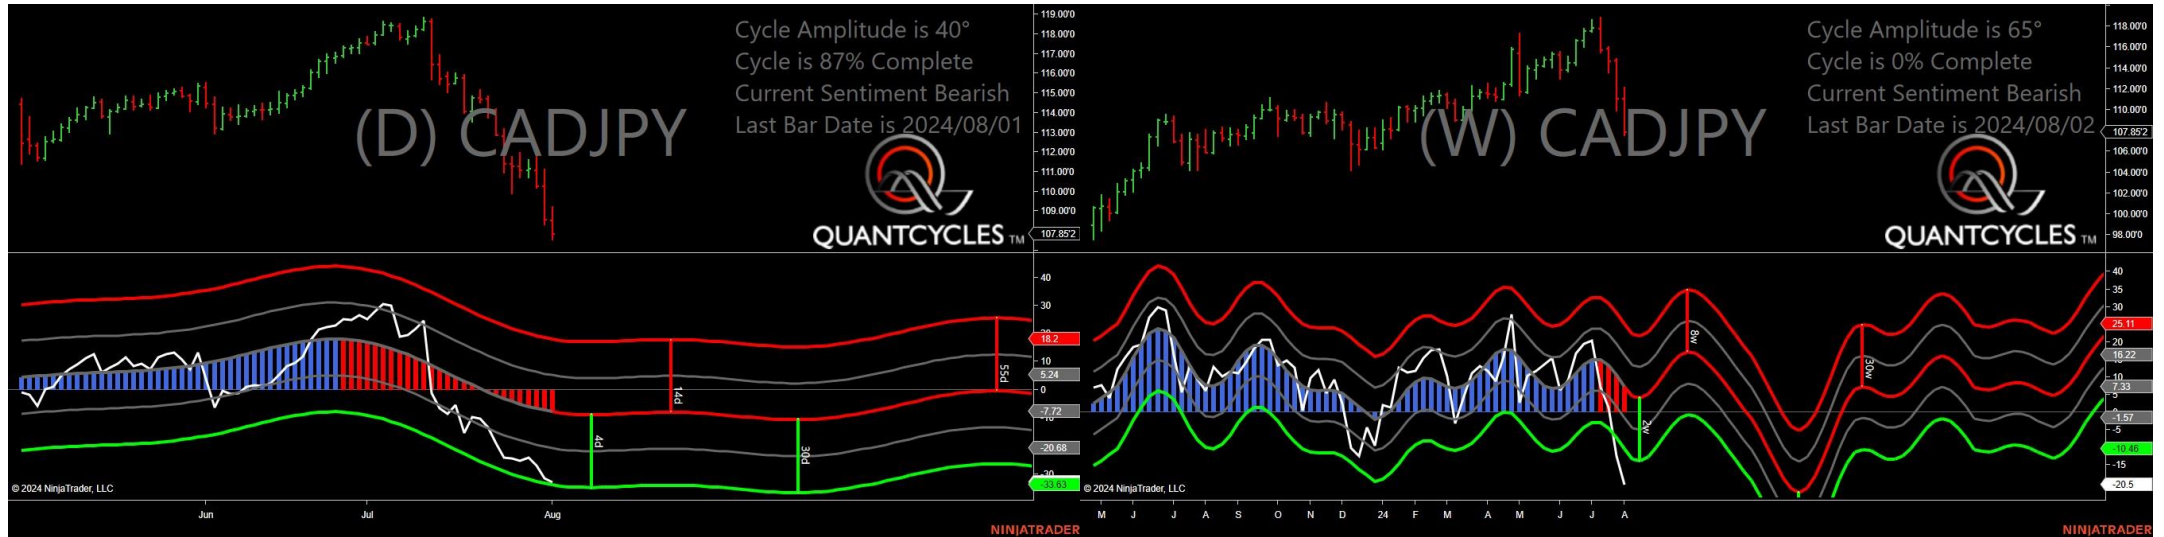 Cycle Amplitude is 40°
Cycle is 87% Complete
Current Sentiment Bearish
Last Bar Date is 2024/08/01
(D) CADJPY
QUANTCYCLES TM
119.00'0
118.00'0
117.00'0
116.00'0
115.00'0
114.00'0
113.00'0
112.00'0
111.00'0
110.00'0
109.00'0
107.85'2
40
30
18.2
10
5.24
0
-7.72
-20.68
-30
-33.63
14d
55d
4d
30d
© 2024 NinjaTrader, LLC
Jun
Jul
Aug
NINJATRADER
Cycle Amplitude is 65°
Cycle is 0% Complete
Current Sentiment Bearish
Last Bar Date is 2024/08/02
(W) CADJPY
QUANTCYCLES TM
118.00'0
116.00'0
114.00'0
112.00'0
110.00'0
107.85'2
106.00'0
104.00'0
102.00'0
100.00'0
98.00'0
40
35
30
25.11
20
16.22
7.33
5
-1.57
-5
-10.46
-15
-20.5
8w
30w
2w
© 2024 NinjaTrader, LLC
M
J
J
A
S
O
N
D
24
F
M
A
M
J
J
A
NINJATRADER